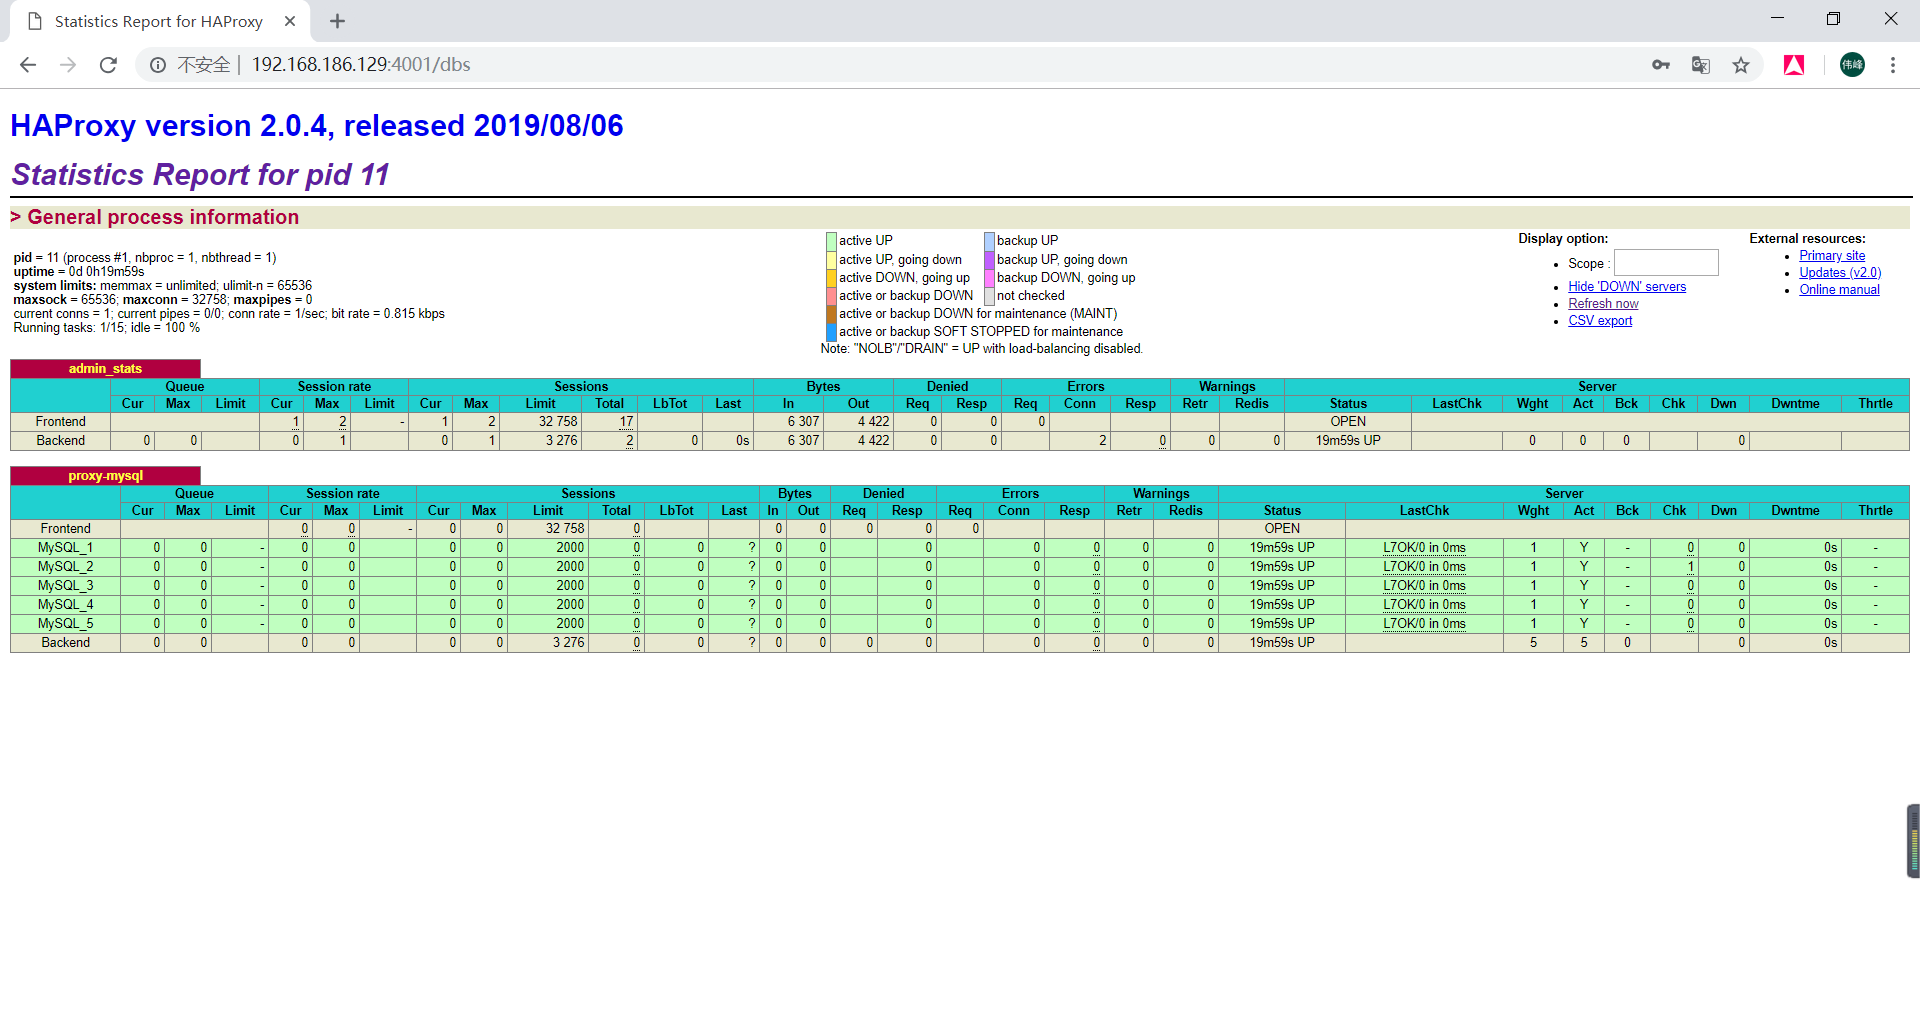 Statistics Report for HAProxy
不安全 | 192.168.186.129:4001/dbs
伟峰
HAProxy version 2.0.4, released 2019/08/06
Statistics Report for pid 11
> General process information
pid = 11 (process #1, nbproc = 1, nbthread = 1)
uptime = 0d 0h19m59s
system limits: memmax = unlimited; ulimit-n = 65536
maxsock = 65536; maxconn = 32758; maxpipes = 0
current conns = 1; current pipes = 0/0; conn rate = 1/sec; bit rate = 0.815 kbps
Running tasks: 1/15; idle = 100 %
active UP backup UP
active UP, going down backup UP, going down
active DOWN, going up backup DOWN, going up
active or backup DOWN not checked
active or backup DOWN for maintenance (MAINT)
active or backup SOFT STOPPED for maintenance
Note: "NOLB"/"DRAIN" = UP with load-balancing disabled.
Display option:
• Scope :
• Hide 'DOWN' servers
• Refresh now
• CSV export
External resources:
• Primary site
• Updates (v2.0)
• Online manual
admin_stats
Queue Session rate Sessions Bytes Denied Errors Warnings Server
Cur Max Limit Cur Max Limit Cur Max Limit Total LbTot Last In Out Req Resp Req Conn Resp Retr Redis Status LastChk Wght Act Bck Chk Dwn Dwntme Thrtle
Frontend 1 2 - 1 2 32 758 17 6 307 4 422 0 0 0 OPEN
Backend 0 0 0 1 0 1 3 276 2 0 0s 6 307 4 422 0 0 2 0 0 0 19m59s UP 0 0 0 0
proxy-mysql
Queue Session rate Sessions Bytes Denied Errors Warnings Server
Cur Max Limit Cur Max Limit Cur Max Limit Total LbTot Last In Out Req Resp Req Conn Resp Retr Redis Status LastChk Wght Act Bck Chk Dwn Dwntme Thrtle
Frontend 0 0 - 0 0 32 758 0 0 0 0 0 0 OPEN
MySQL_1 0 0 - 0 0 0 0 2000 0 0 ? 0 0 0 0 0 0 0 19m59s UP L7OK/0 in 0ms 1 Y - 0 0 0s -
MySQL_2 0 0 - 0 0 0 0 2000 0 0 ? 0 0 0 0 0 0 0 19m59s UP L7OK/0 in 0ms 1 Y - 1 0 0s -
MySQL_3 0 0 - 0 0 0 0 2000 0 0 ? 0 0 0 0 0 0 0 19m59s UP L7OK/0 in 0ms 1 Y - 0 0 0s -
MySQL_4 0 0 - 0 0 0 0 2000 0 0 ? 0 0 0 0 0 0 0 19m59s UP L7OK/0 in 0ms 1 Y - 0 0 0s -
MySQL_5 0 0 - 0 0 0 0 2000 0 0 ? 0 0 0 0 0 0 0 19m59s UP L7OK/0 in 0ms 1 Y - 0 0 0s -
Backend 0 0 0 0 0 0 3 276 0 0 ? 0 0 0 0 0 0 0 0 19m59s UP 5 5 0 0 0s